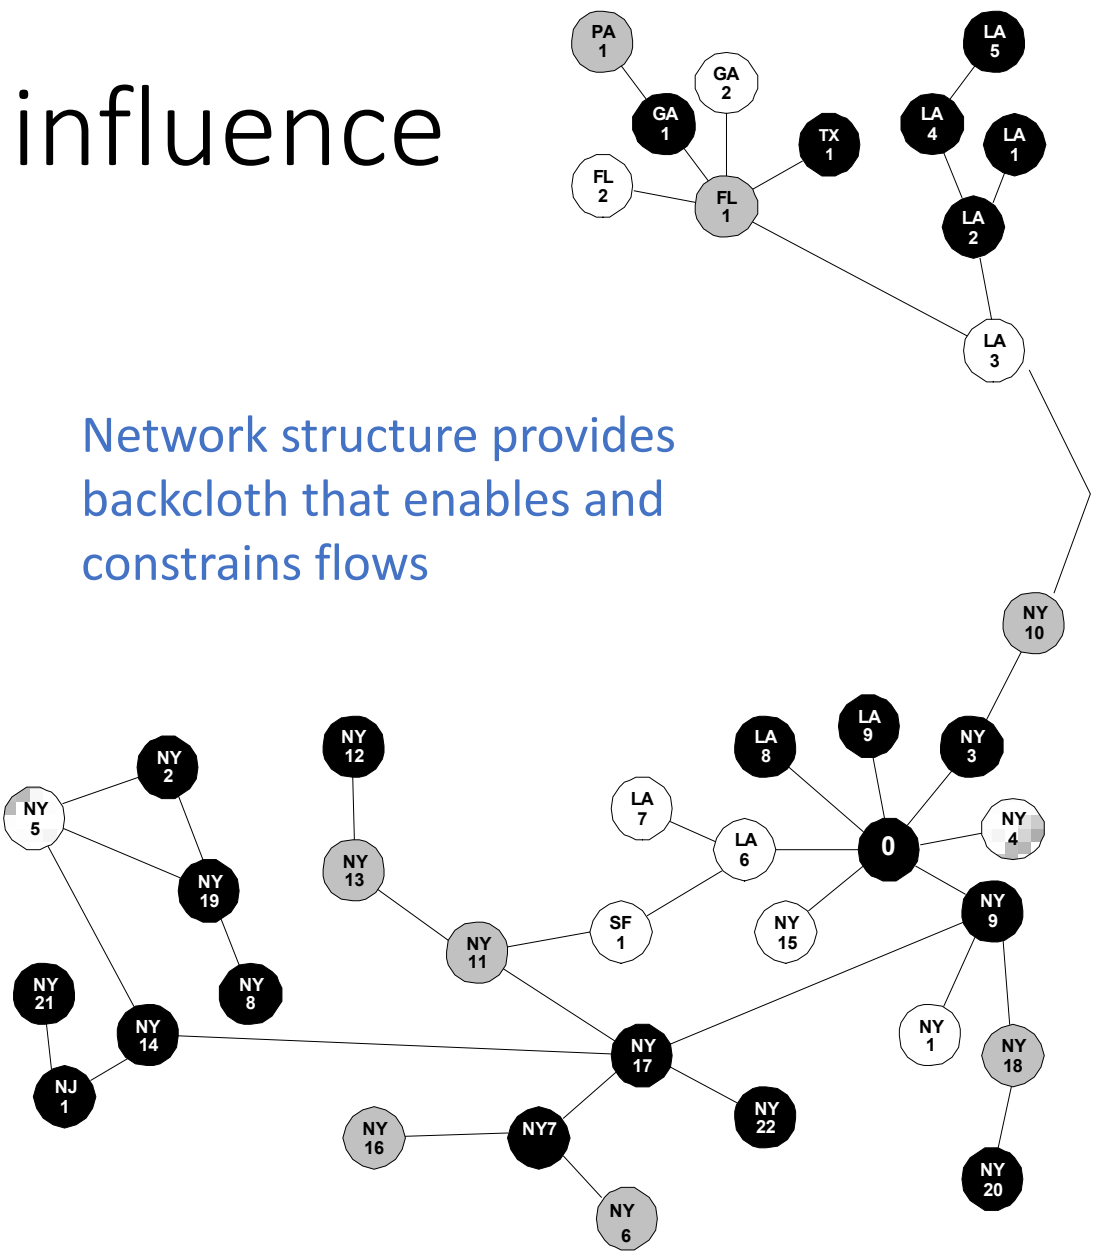 influence
Network structure provides
backcloth that enables and
constrains flows
PA
1
GA
2
GA
1
TX
1
FL
2
FL
1
LA
5
LA
4
LA
1
LA
2
LA
3
NY
10
LA
9
LA
8
NY
3
NY
4
0
LA
7
LA
6
SF
1
NY
15
NY
9
NY
1
NY
18
NY
20
NY
12
NY
13
NY
11
NY
2
NY
5
NY
19
NY
8
NY
21
NY
14
NJ
1
NY
17
NY
22
NY7
NY
16
NY
6